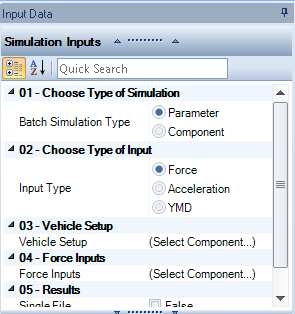 Input Data
Simulation Inputs
Quick Search
01 - Choose Type of Simulation
Batch Simulation Type
Parameter
Component
02 - Choose Type of Input
Input Type
Force
Acceleration
YMD
03 - Vehicle Setup
Vehicle Setup (Select Component...)
04 - Force Inputs
Force Inputs (Select Component...)
05 - Results
Single File False